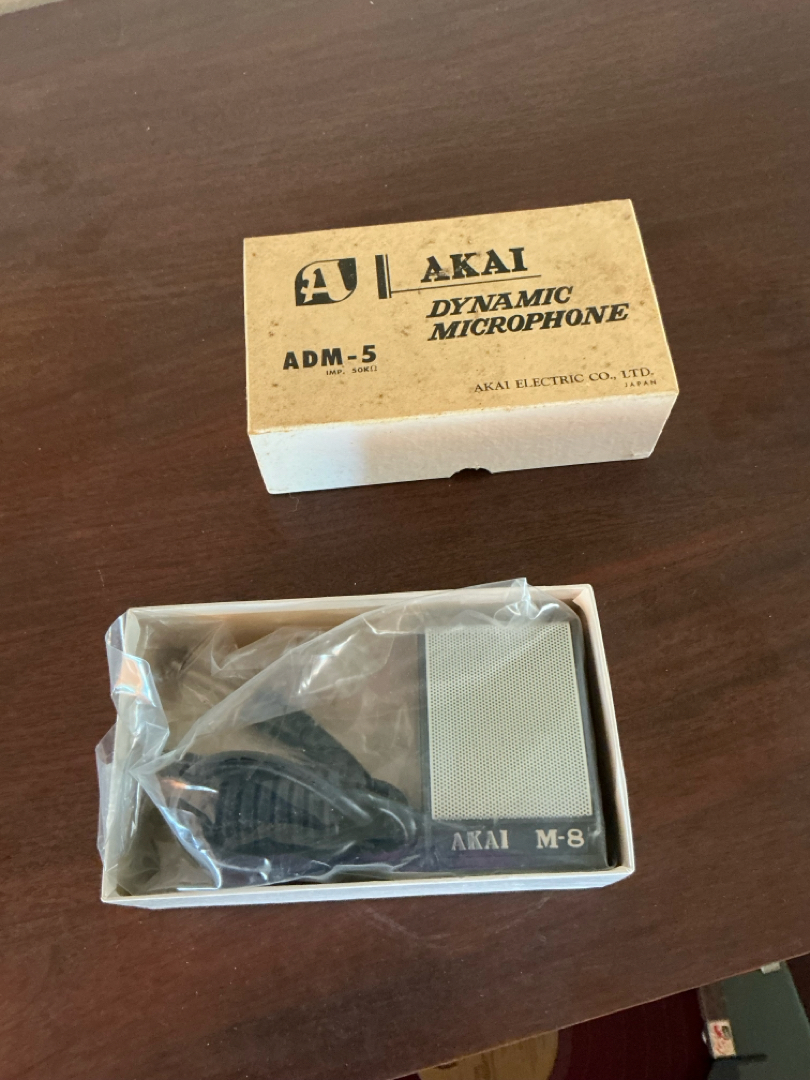 A
AKAI
DYNAMIC
MICROPHONE
ADM-5
IMP. 50KΩ
AKAI ELECTRIC CO., LTD.
JAPAN
AKAI M-8